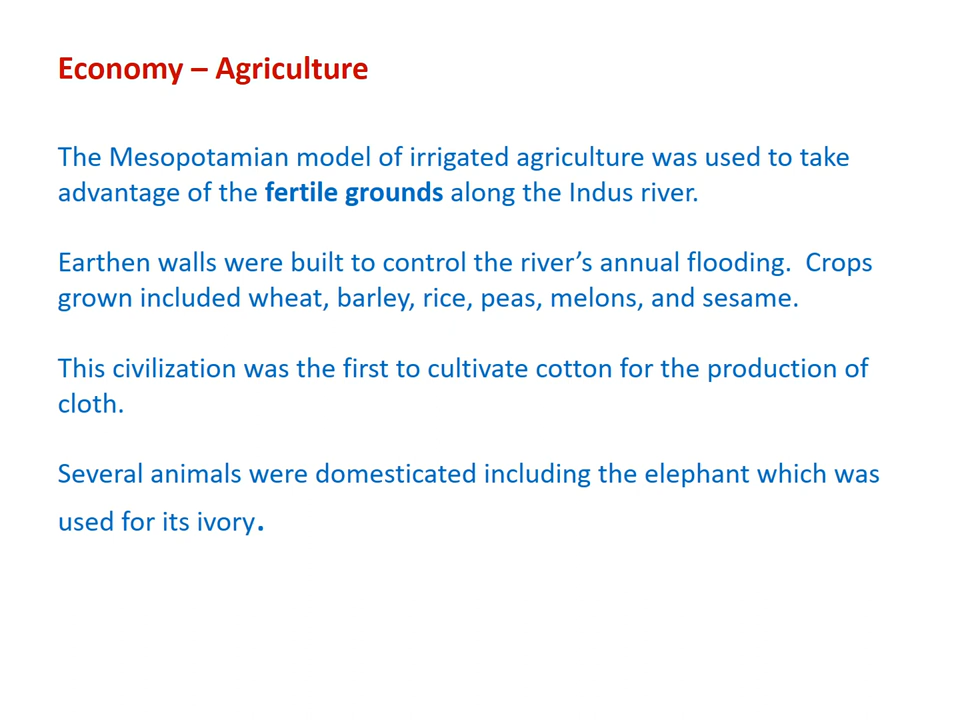 Economy – Agriculture
The Mesopotamian model of irrigated agriculture was used to take
advantage of the fertile grounds along the Indus river.
Earthen walls were built to control the river’s annual flooding.  Crops
grown included wheat, barley, rice, peas, melons, and sesame.
This civilization was the first to cultivate cotton for the production of
cloth.
Several animals were domesticated including the elephant which was
used for its ivory.